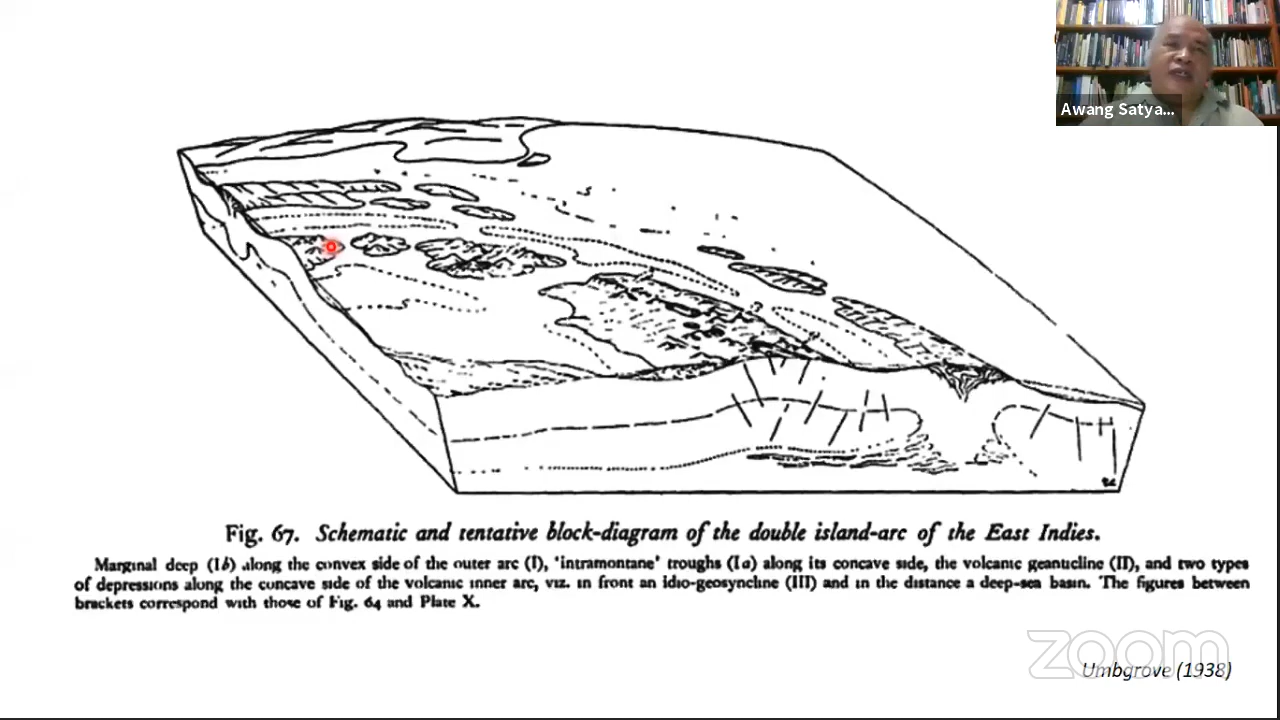 Awang Satya...
Fig. 67. Schematic and tentative block-diagram of the double island-arc of the East Indies.
Marginal deep (Ib) along the convex side of the outer arc (I), 'intramontane' troughs (Ia) along its concave side, the volcanic geanticline (II), and two types
of depressions along the concave side of the volcanic inner arc, viz. in front an idio-geosyncline (III) and in the distance a deep-sea basin. The figures between
brackets correspond with those of Fig. 64 and Plate X.
zoom
Umbgrove (1938)